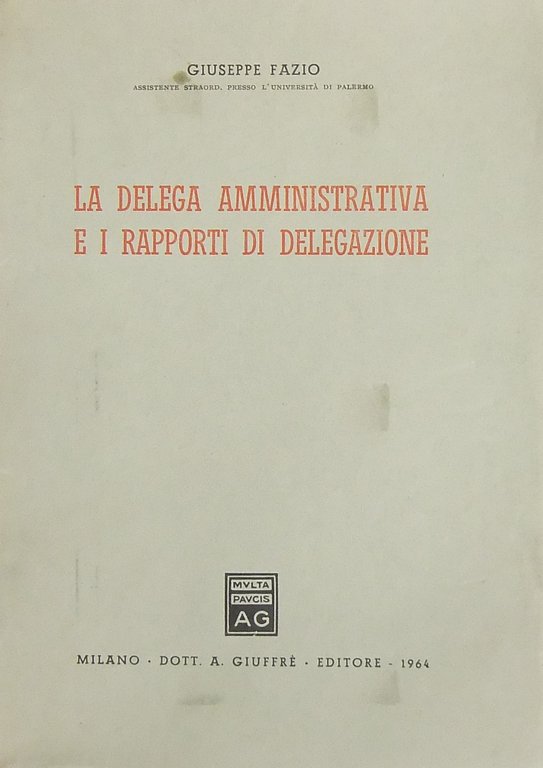 GIUSEPPE FAZIO
ASSISTENTE STRAORD. PRESSO L'UNIVERSITÀ DI PALERMO
LA DELEGA AMMINISTRATIVA
E I RAPPORTI DI DELEGAZIONE
MVLTA
PAVCIS
AG
MILANO · DOTT. A. GIUFFRÈ · EDITORE - 1964